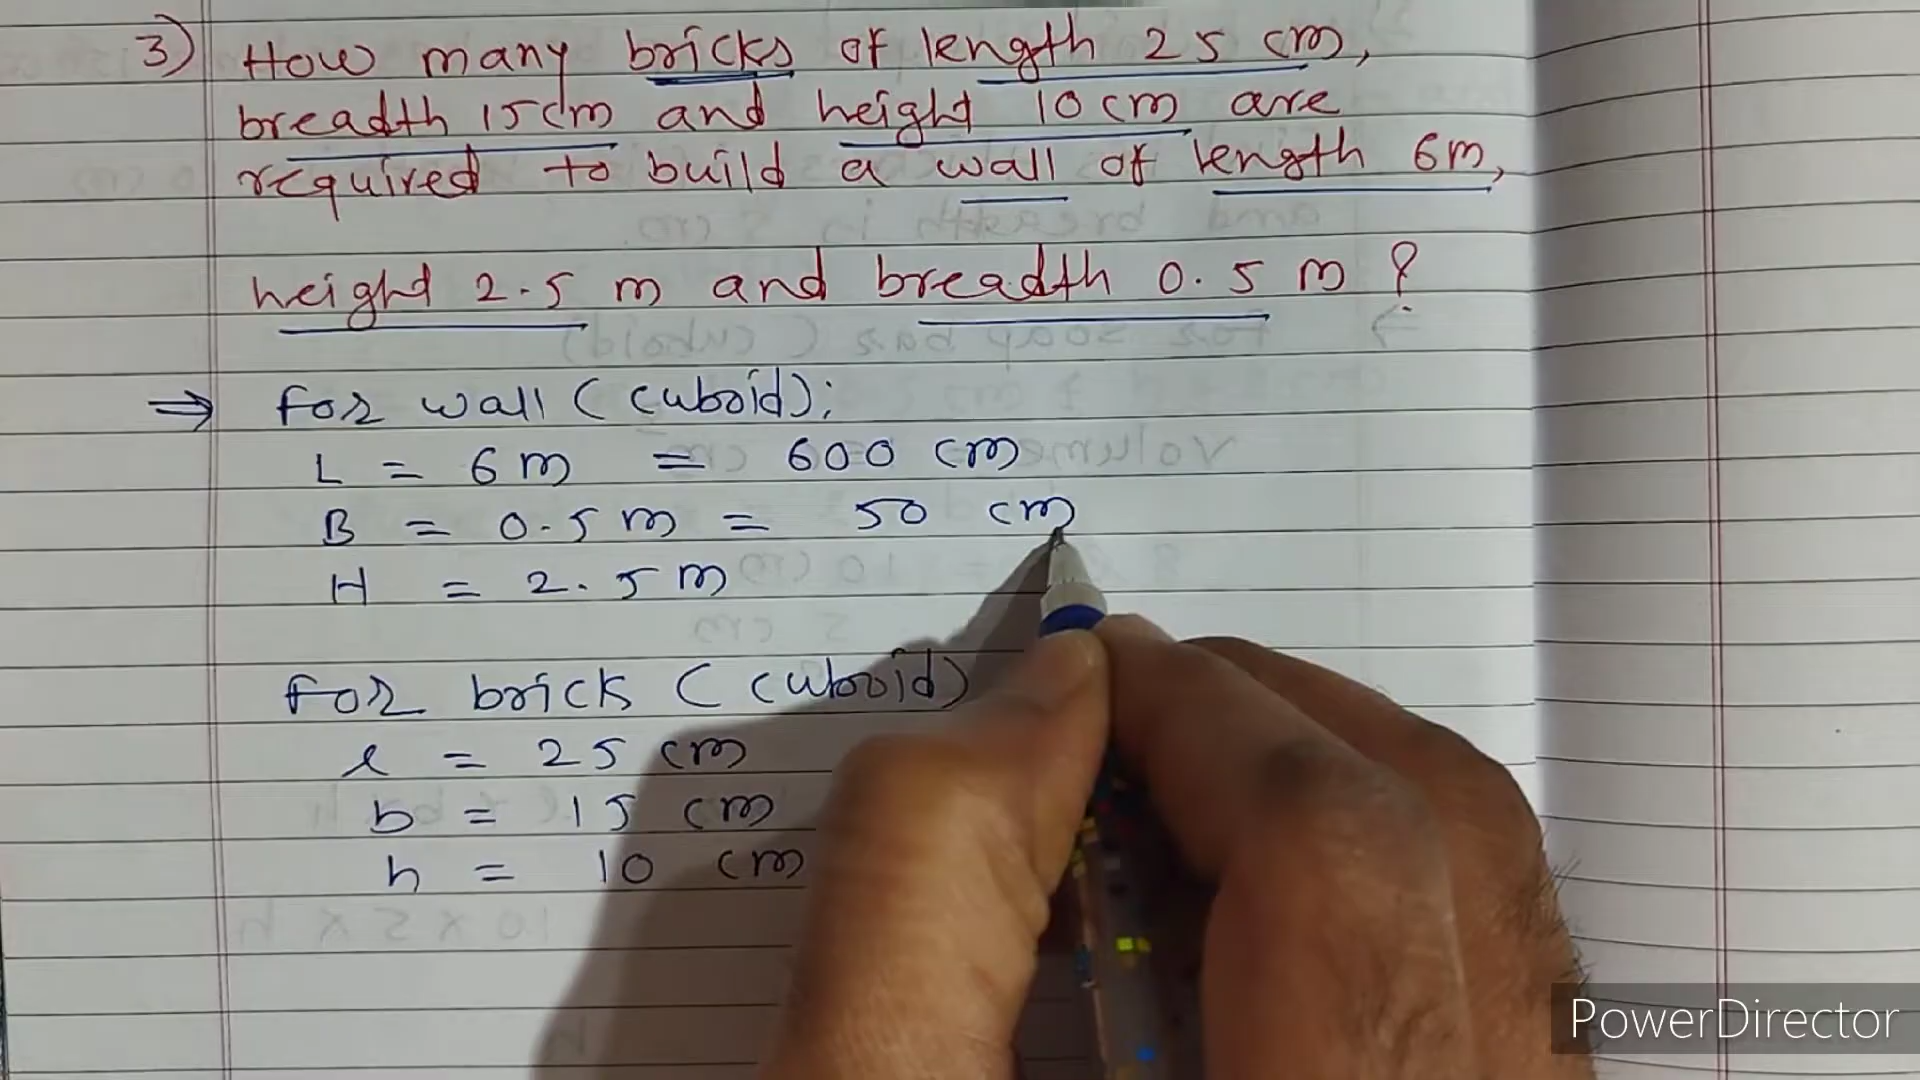 3) How many bricks of length 25 cm,
breadth 15cm and height 10 cm are
required to build a wall of length 6m,
height 2.5 m and breadth 0.5 m ?
⇒ For wall (cuboid):
L = 6 m = 600 cm
B = 0.5 m = 50 cm
H = 2.5 m
For brick (cuboid)
l = 25 cm
b = 15 cm
h = 10 cm
PowerDirector